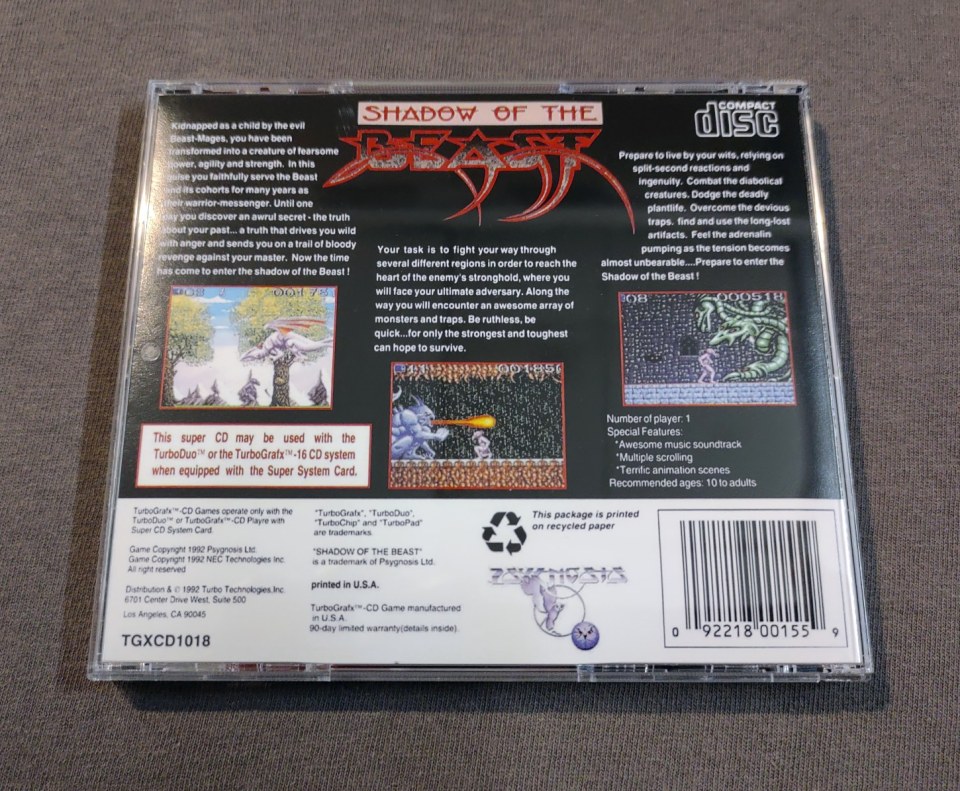 SHADOW OF THE
BEAST
COMPACT
disc
Kidnapped as a child by the evil
Beast-Mages, you have been
transformed into a creature of fearsome
power, agility and strength. In this
guise you faithfully serve the Beast
and its cohorts for many years as
their warrior-messenger. Until one
day you discover an awrul secret - the truth
about your past... a truth that drives you wild
with anger and sends you on a trail of bloody
revenge against your master. Now the time
has come to enter the shadow of the Beast !
Your task is to fight your way through
several different regions in order to reach the
heart of the enemy's stronghold, where you
will face your ultimate adversary. Along the
way you will encounter an awesome array of
monsters and traps. Be ruthless, be
quick...for only the strongest and toughest
can hope to survive.
Prepare to live by your wits, relying on
split-second reactions and
ingenuity. Combat the diabolical
creatures. Dodge the deadly
plantlife. Overcome the devious
traps. find and use the long-lost
artifacts. Feel the adrenalin
pumping as the tension becomes
almost unbearable....Prepare to enter the
Shadow of the Beast !
08 000518
11 001851
This super CD may be used with the
TurboDuo™ or the TurboGrafx™-16 CD system
when equipped with the Super System Card.
Number of player: 1
Special Features:
*Awesome music soundtrack
*Multiple scrolling
*Terrific animation scenes
Recommended ages: 10 to adults
TurboGrafx™-CD Games operate only with the
TurboDuo™ or TurboGrafx™-CD Playre with
Super CD System Card.
Game Copyright 1992 Psygnosis Ltd.
Game Copyright 1992 NEC Technologies Inc.
All right reserved
Distribution & © 1992 Turbo Technologies.Inc.
6701 Center Drive West, Suite 500
Los Angeles, CA 90045
TGXCD1018
"TurboGrafx", "TurboDuo",
"TurboChip" and "TurboPad"
are trademarks.
"SHADOW OF THE BEAST"
is a trademark of Psygnosis Ltd.
printed in U.S.A.
TurboGrafx™-CD Game manufactured
in U.S.A.
90-day limited warranty(details inside).
This package is printed
on recycled paper
PSYGNOSIS
0 92218 00155 9